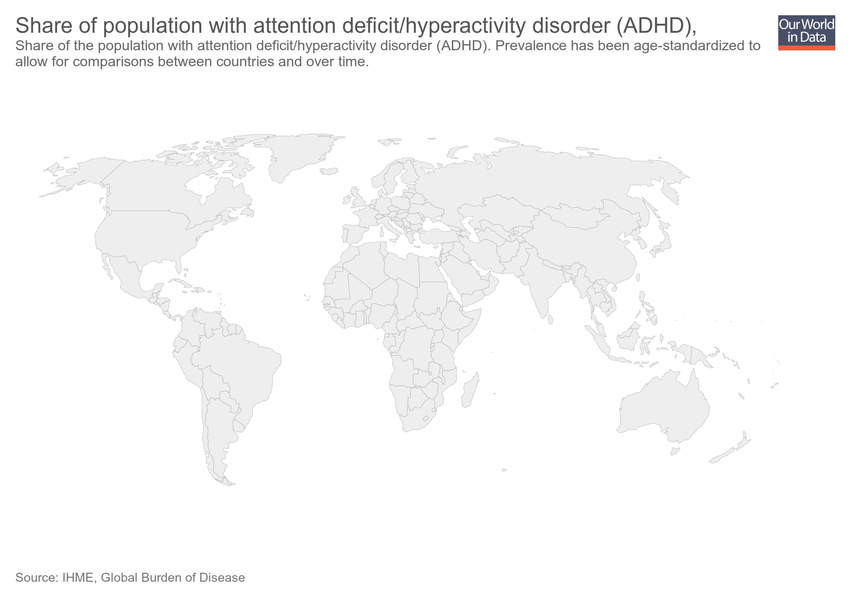 Share of population with attention deficit/hyperactivity disorder (ADHD),
Share of the population with attention deficit/hyperactivity disorder (ADHD). Prevalence has been age-standardized to
allow for comparisons between countries and over time.
Our World
in Data
Source: IHME, Global Burden of Disease